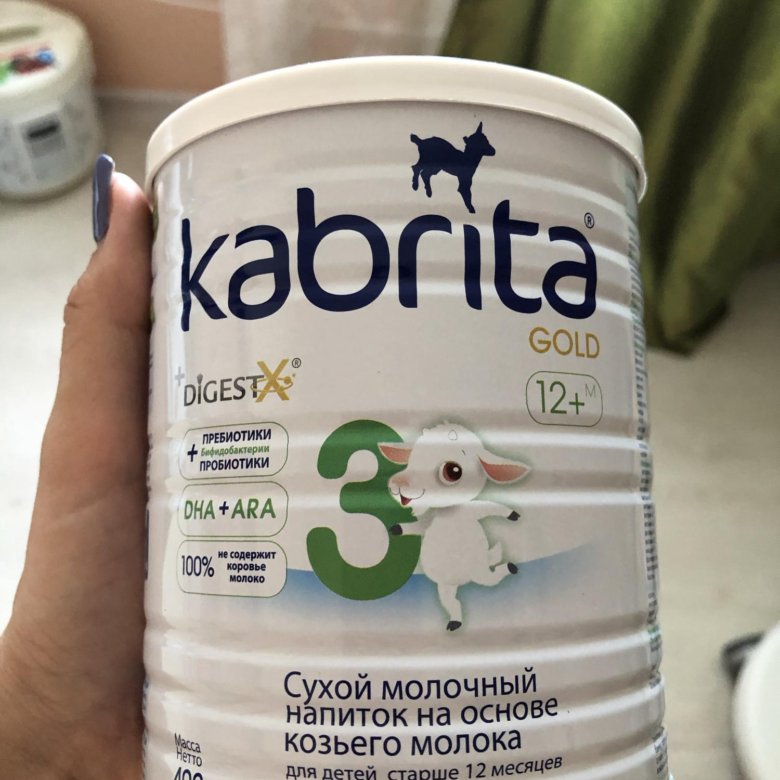 kabrita®
GOLD
+
DIGESTX®
12+ M
+ ПРЕБИОТИКИ
Бифидобактерии
ПРОБИОТИКИ
DHA+ARA
3
100% не содержит
коровье
молоко
Сухой молочный
напиток на основе
козьего молока
для детей старше 12 месяцев
Масса
Нетто